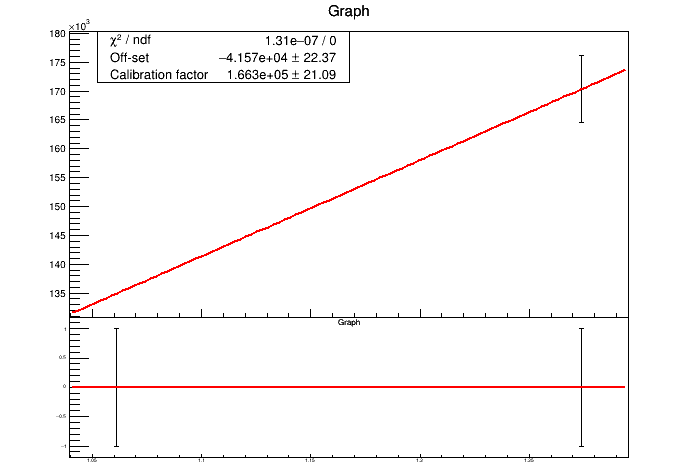 Graph
×10³
χ² / ndf 1.31e−07 / 0
Off-set −4.157e+04 ± 22.37
Calibration factor 1.663e+05 ± 21.09
180
175
170
165
160
155
150
145
140
135
Graph
1
0.5
0
−0.5
−1
1.05 1.1 1.15 1.2 1.25